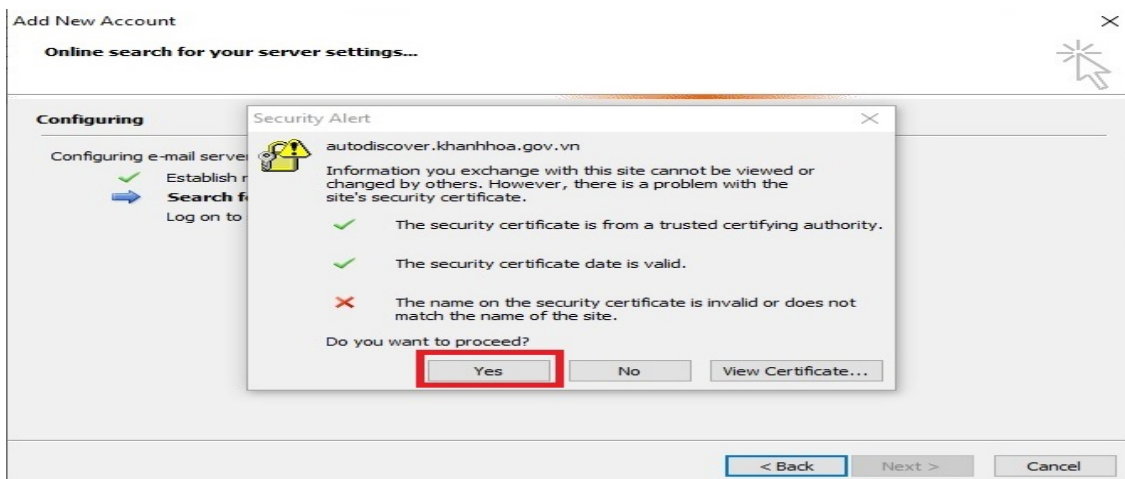 Add New Account
Online search for your server settings...
Configuring
Configuring e-mail server
Establish
Search
Log on to
Security Alert
autodiscover.khanhhoa.gov.vn
Information you exchange with this site cannot be viewed or
changed by others. However, there is a problem with the
site's security certificate.
The security certificate is from a trusted certifying authority.
The security certificate date is valid.
The name on the security certificate is invalid or does not
match the name of the site.
Do you want to proceed?
Yes
No
View Certificate...
< Back
Next >
Cancel